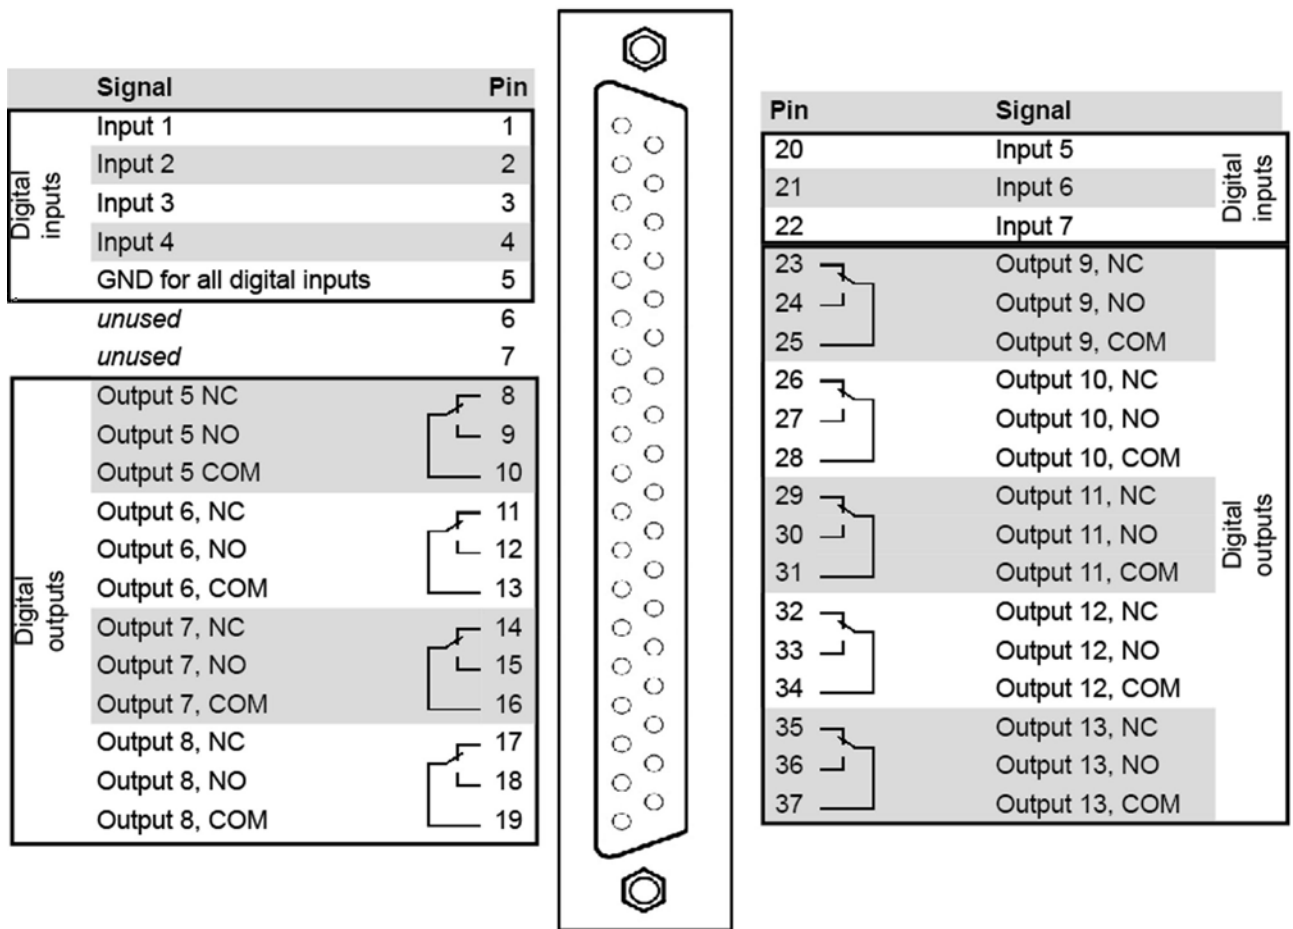 Signal Pin
Digital inputs
Input 1 1
Input 2 2
Input 3 3
Input 4 4
GND for all digital inputs 5
unused 6
unused 7
Digital outputs
Output 5 NC 8
Output 5 NO 9
Output 5 COM 10
Output 6, NC 11
Output 6, NO 12
Output 6, COM 13
Output 7, NC 14
Output 7, NO 15
Output 7, COM 16
Output 8, NC 17
Output 8, NO 18
Output 8, COM 19
Pin Signal
20 Input 5
21 Input 6
22 Input 7
Digital inputs
23 Output 9, NC
24 Output 9, NO
25 Output 9, COM
26 Output 10, NC
27 Output 10, NO
28 Output 10, COM
29 Output 11, NC
30 Output 11, NO
31 Output 11, COM
32 Output 12, NC
33 Output 12, NO
34 Output 12, COM
35 Output 13, NC
36 Output 13, NO
37 Output 13, COM
Digital outputs